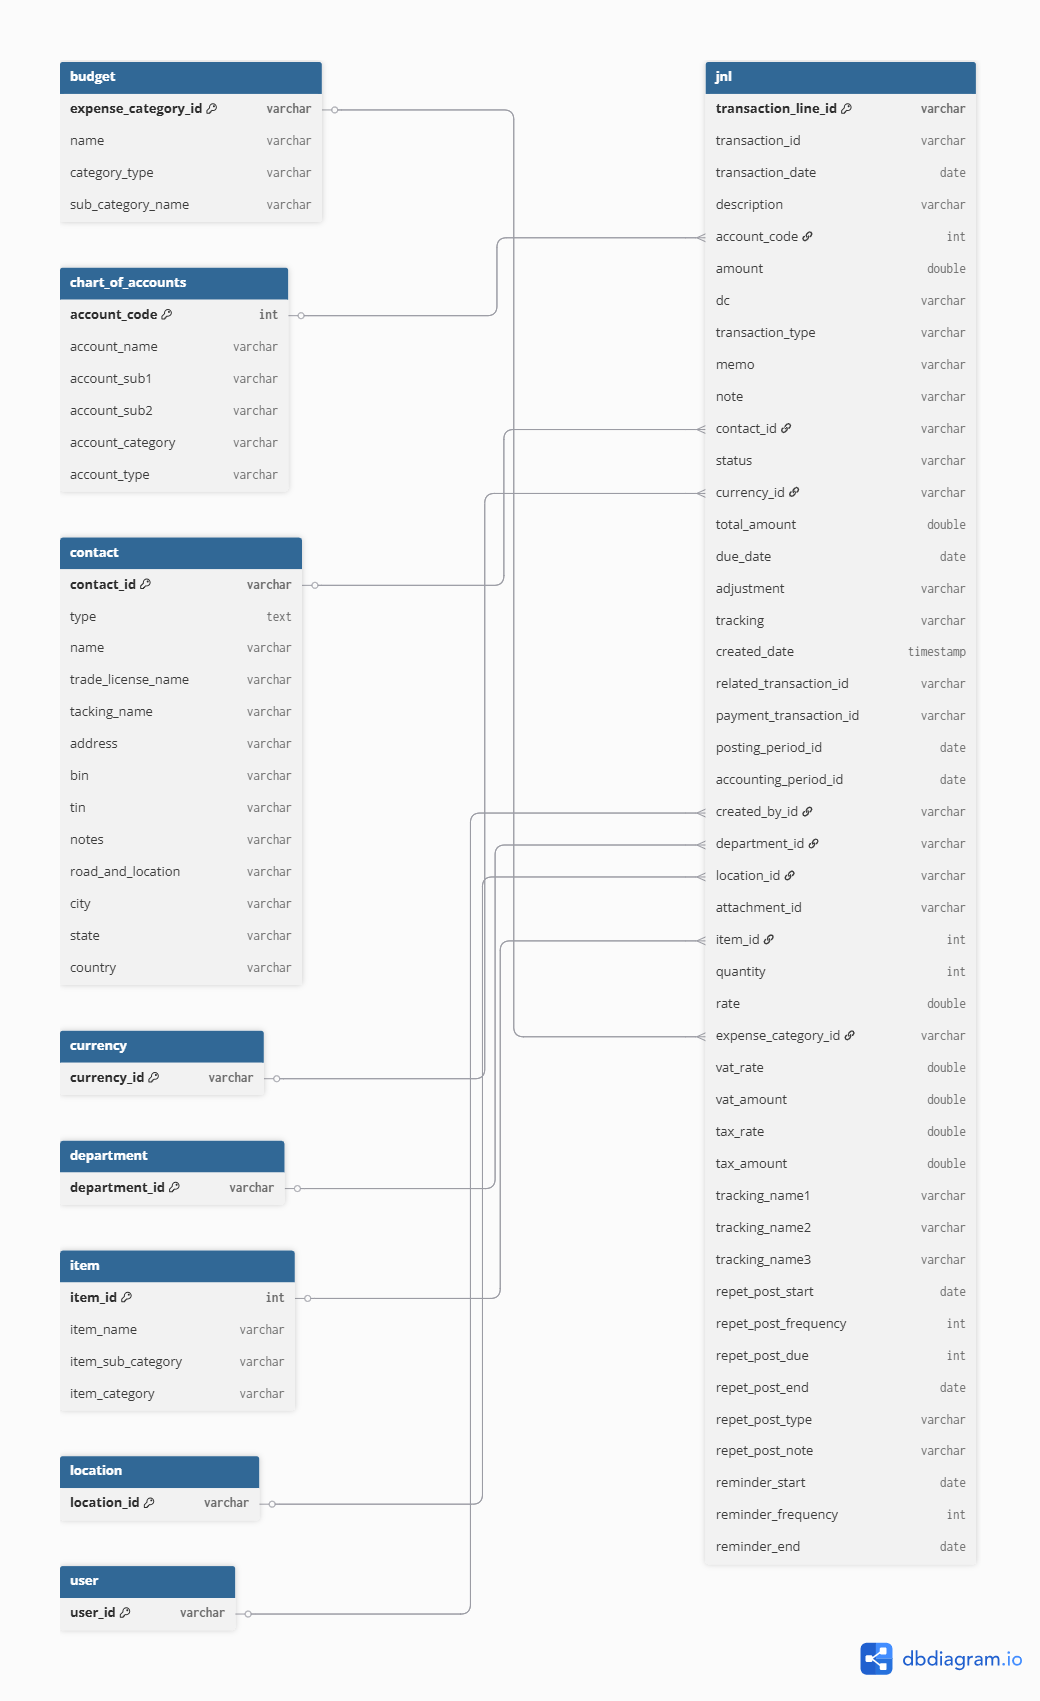 budget
expense_category_id varchar
name varchar
category_type varchar
sub_category_name varchar
chart_of_accounts
account_code int
account_name varchar
account_sub1 varchar
account_sub2 varchar
account_category varchar
account_type varchar
contact
contact_id varchar
type text
name varchar
trade_license_name varchar
tacking_name varchar
address varchar
bin varchar
tin varchar
notes varchar
road_and_location varchar
city varchar
state varchar
country varchar
currency
currency_id varchar
department
department_id varchar
item
item_id int
item_name varchar
item_sub_category varchar
item_category varchar
location
location_id varchar
user
user_id varchar
jnl
transaction_line_id varchar
transaction_id varchar
transaction_date date
description varchar
account_code int
amount double
dc varchar
transaction_type varchar
memo varchar
note varchar
contact_id varchar
status varchar
currency_id varchar
total_amount double
due_date date
adjustment varchar
tracking varchar
created_date timestamp
related_transaction_id varchar
payment_transaction_id varchar
posting_period_id date
accounting_period_id date
created_by_id varchar
department_id varchar
location_id varchar
attachment_id varchar
item_id int
quantity int
rate double
expense_category_id varchar
vat_rate double
vat_amount double
tax_rate double
tax_amount double
tracking_name1 varchar
tracking_name2 varchar
tracking_name3 varchar
repet_post_start date
repet_post_frequency int
repet_post_due int
repet_post_end date
repet_post_type varchar
repet_post_note varchar
reminder_start date
reminder_frequency int
reminder_end date
dbdiagram.io